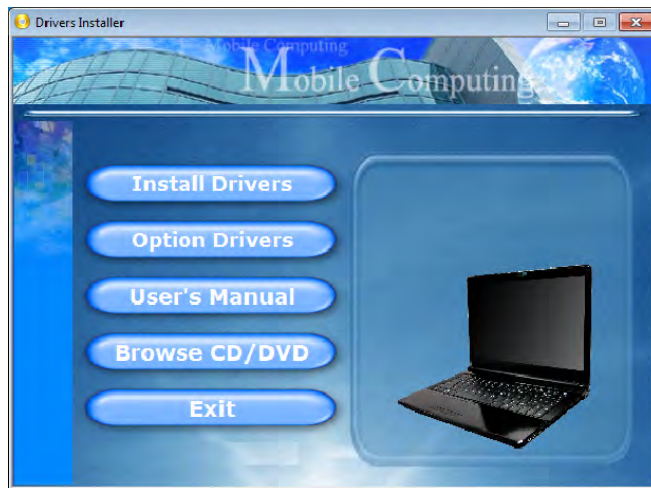 Drivers Installer
Mobile Computing
Mobile Computing
Install Drivers
Option Drivers
User's Manual
Browse CD/DVD
Exit